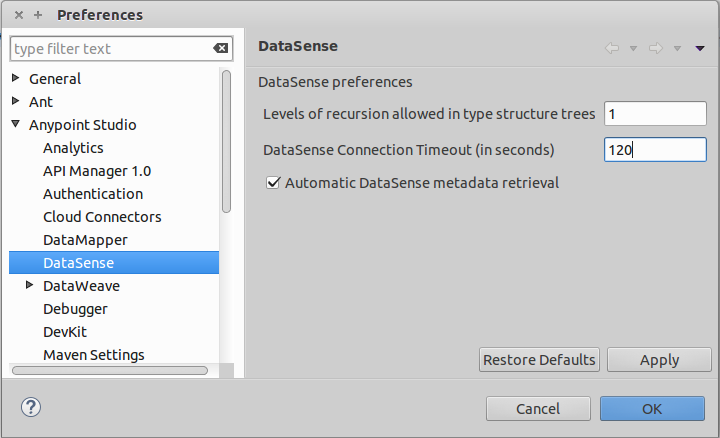 Preferences
type filter text
General
Ant
Anypoint Studio
Analytics
API Manager 1.0
Authentication
Cloud Connectors
DataMapper
DataSense
DataWeave
Debugger
DevKit
Maven Settings
DataSense
DataSense preferences
Levels of recursion allowed in type structure trees 1
DataSense Connection Timeout (in seconds) 120
Automatic DataSense metadata retrieval
Restore Defaults Apply
? Cancel OK